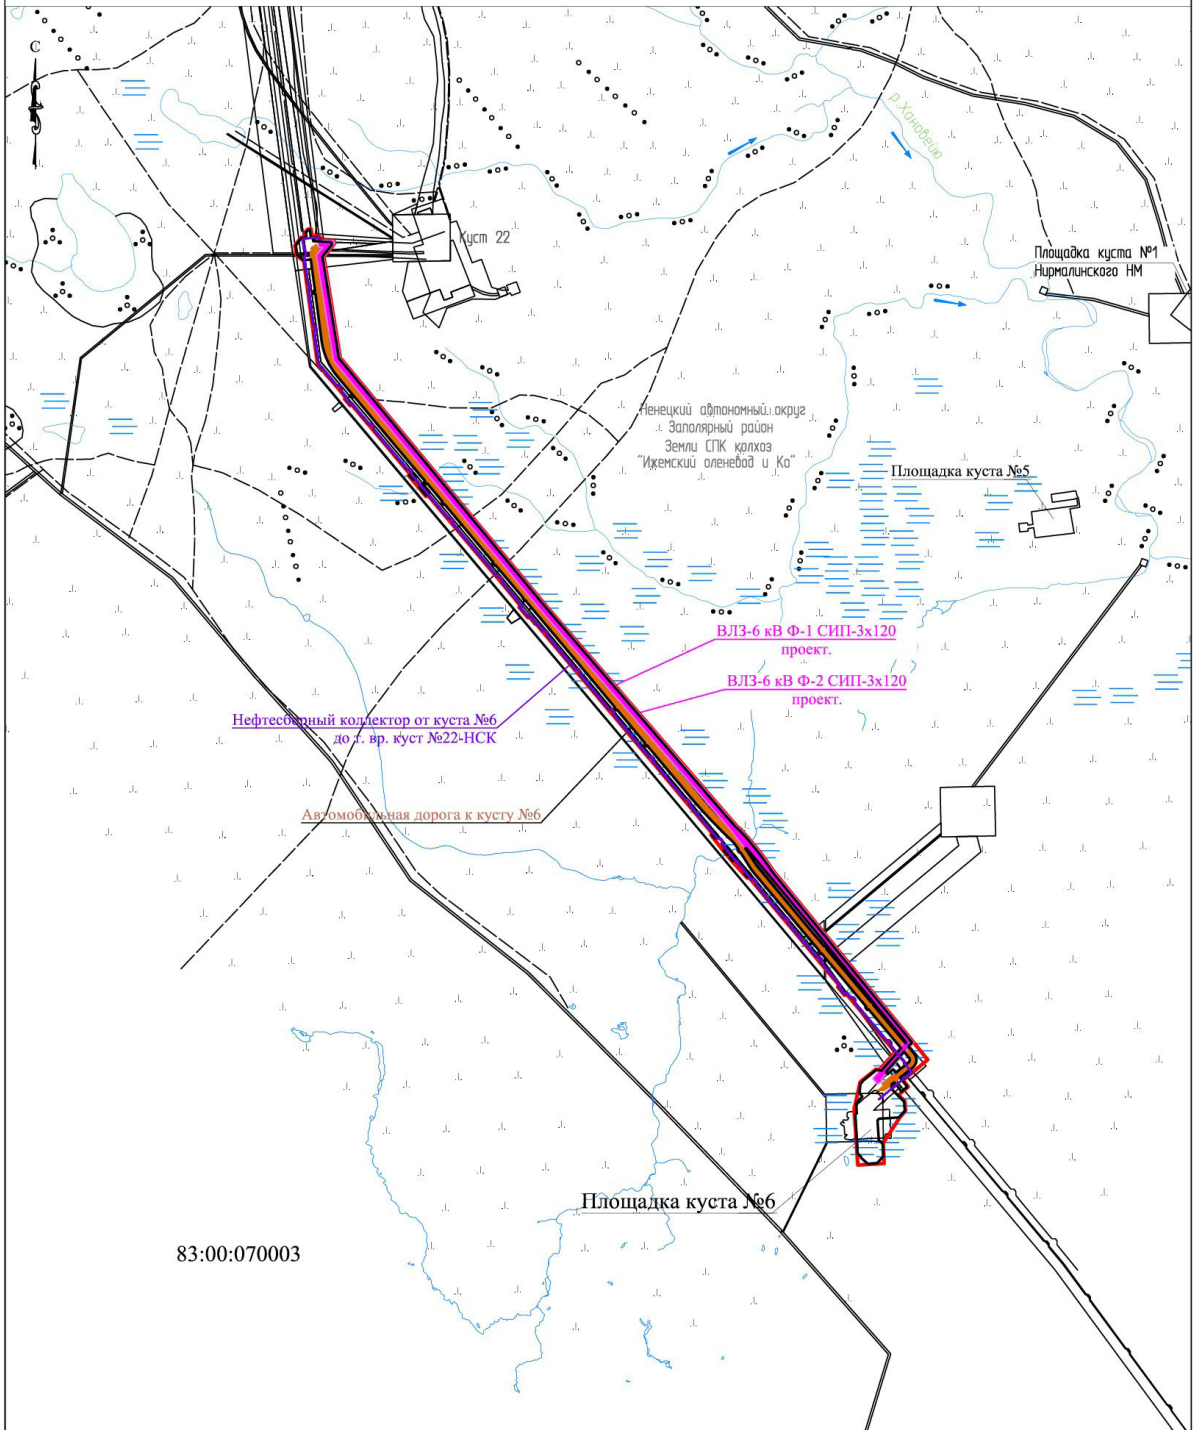 С
р.Хановейю
Куст 22
Площадка куста №1
Нирмалинского НМ
Ненецкий автономный округ
Заполярный район
Земли СПК колхоз
"Ижемский оленевод и Ко"
Площадка куста №5
ВЛЗ-6 кВ Ф-1 СИП-3х120
проект.
ВЛЗ-6 кВ Ф-2 СИП-3х120
проект.
Нефтесборный коллектор от куста №6
до т. вр. куст №22-НСК
Автомобильная дорога к кусту №6
Площадка куста №6
83:00:070003